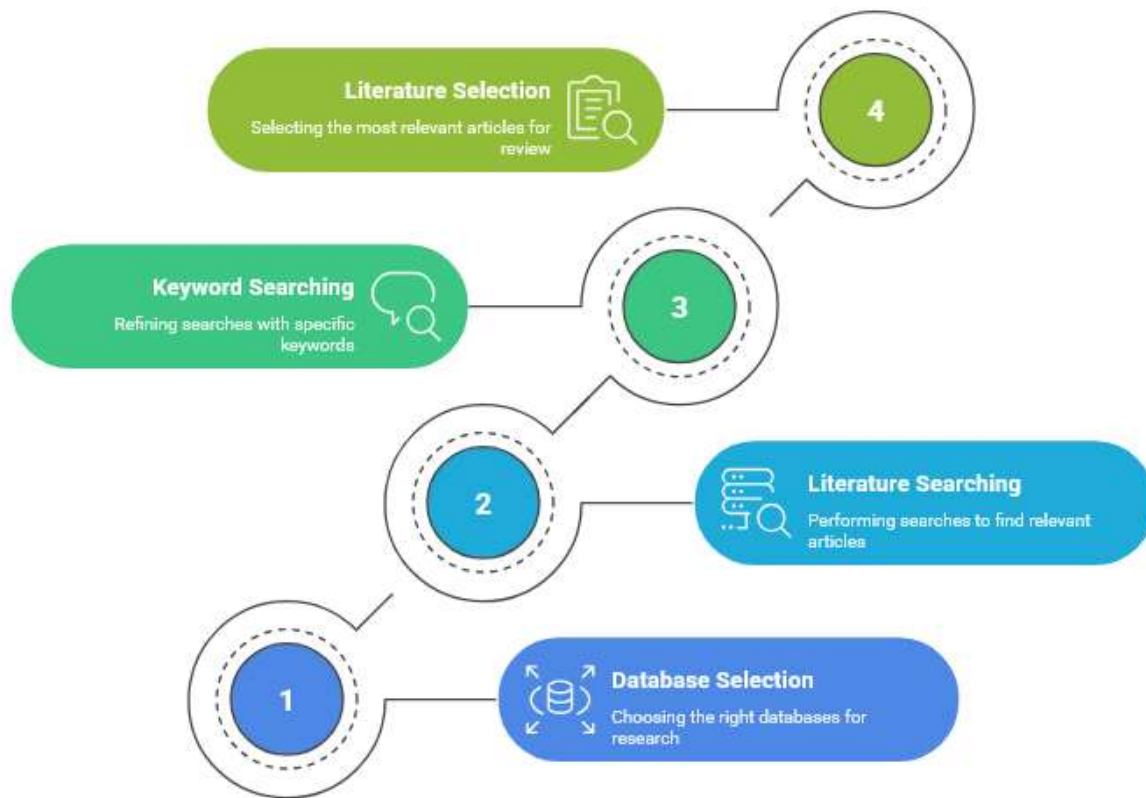 Literature Selection
Selecting the most relevant articles for
review
4
Keyword Searching
Refining searches with specific
keywords
3
2
Literature Searching
Performing searches to find relevant
articles
1
Database Selection
Choosing the right databases for
research